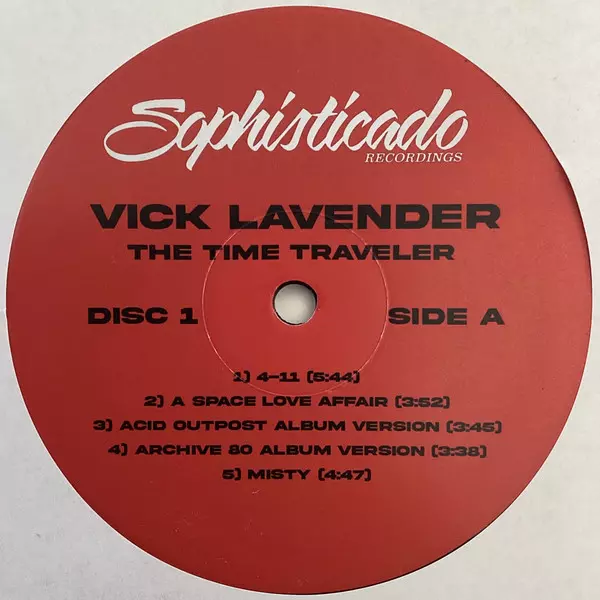 Sophisticado
RECORDINGS
VICK LAVENDER
THE TIME TRAVELER
DISC 1 SIDE A
1) 4-11 (5:44)
2) A SPACE LOVE AFFAIR (3:52)
3) ACID OUTPOST ALBUM VERSION (3:45)
4) ARCHIVE 80 ALBUM VERSION (3:38)
5) MISTY (4:47)